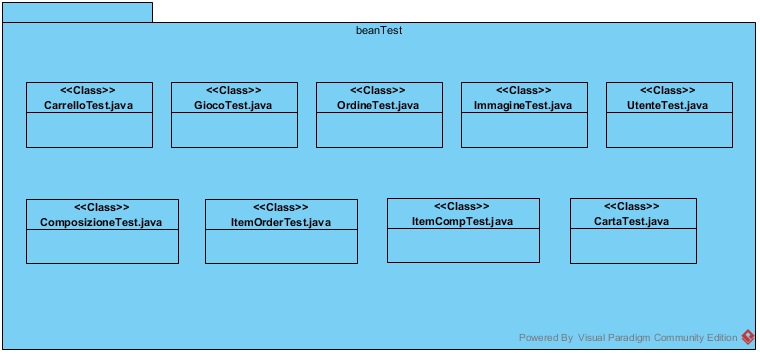 beanTest
<<Class>>
CarrelloTest.java
<<Class>>
GiocoTest.java
<<Class>>
OrdineTest.java
<<Class>>
ImmagineTest.java
<<Class>>
UtenteTest.java
<<Class>>
ComposizioneTest.java
<<Class>>
ItemOrderTest.java
<<Class>>
ItemCompTest.java
<<Class>>
CartaTest.java
Powered By Visual Paradigm Community Edition